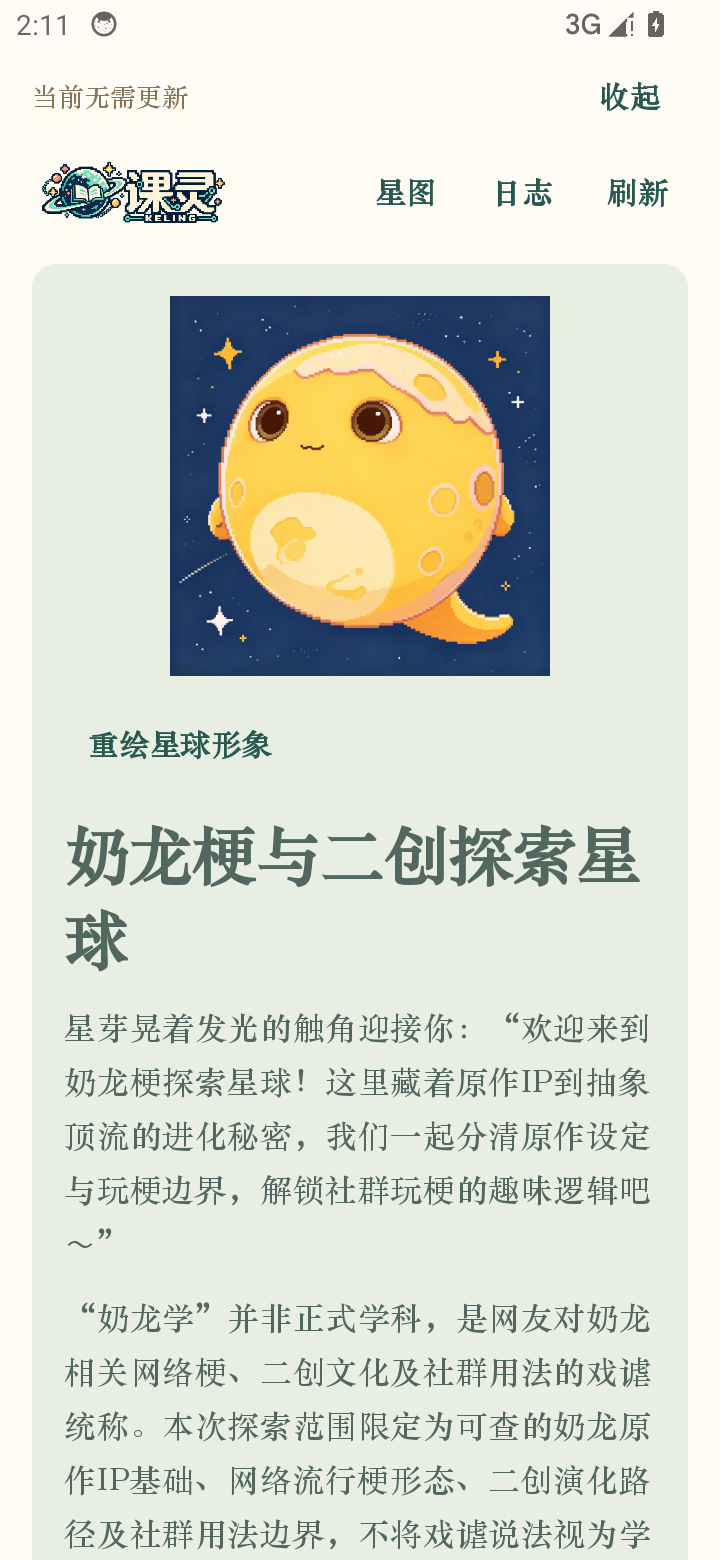 2:11
3G
当前无需更新
收起
课灵
KELING
星图
日志
刷新
重绘星球形象
奶龙梗与二创探索星
球
星芽晃着发光的触角迎接你：“欢迎来到
奶龙梗探索星球！这里藏着原作IP到抽象
顶流的进化秘密，我们一起分清原作设定
与玩梗边界，解锁社群玩梗的趣味逻辑吧
～”
“奶龙学”并非正式学科，是网友对奶龙
相关网络梗、二创文化及社群用法的戏谑
统称。本次探索范围限定为可查的奶龙原
作IP基础、网络流行梗形态、二创演化路
径及社群用法边界，不将戏谑说法视为学